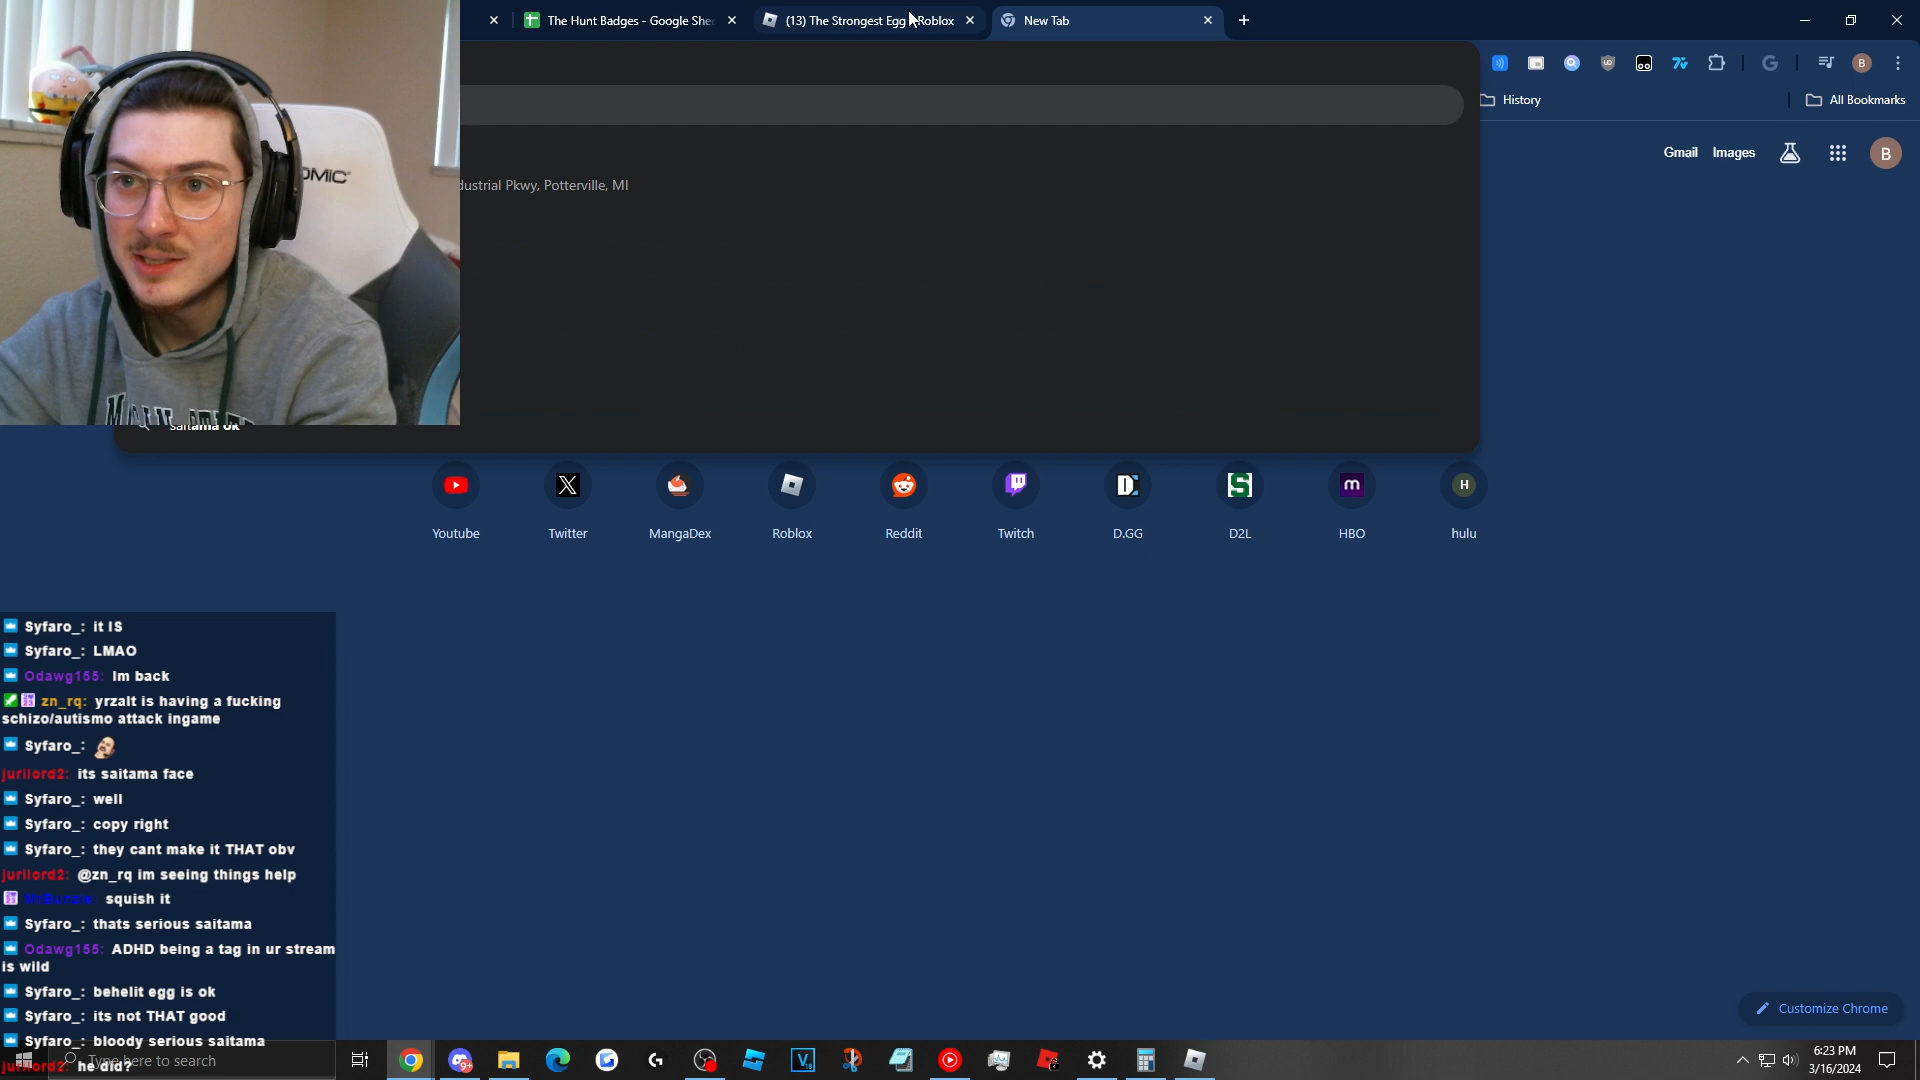 The Hunt Badges - Google She
(13) The Strongest Egg - Roblox
New Tab
History
All Bookmarks
dustrial Pkwy, Potterville, MI
Gmail
Images
B
B
OMIC
saitama ok
Youtube
Twitter
MangaDex
Roblox
Reddit
Twitch
D.GG
D2L
HBO
H
hulu
Syfaro_: it IS
Syfaro_: LMAO
Odawg155: Im back
zn_rq: yrzalt is having a fucking
schizo/autismo attack ingame
Syfaro_:
jurilord2: its saitama face
Syfaro_: well
Syfaro_: copy right
Syfaro_: they cant make it THAT obv
jurilord2: @zn_rq im seeing things help
squish it
Syfaro_: thats serious saitama
Odawg155: ADHD being a tag in ur stream
is wild
Syfaro_: behelit egg is ok
Syfaro_: its not THAT good
Syfaro_: bloody serious saitama
jurilord2: he did?
Type here to search
9+
Customize Chrome
6:23 PM
3/16/2024